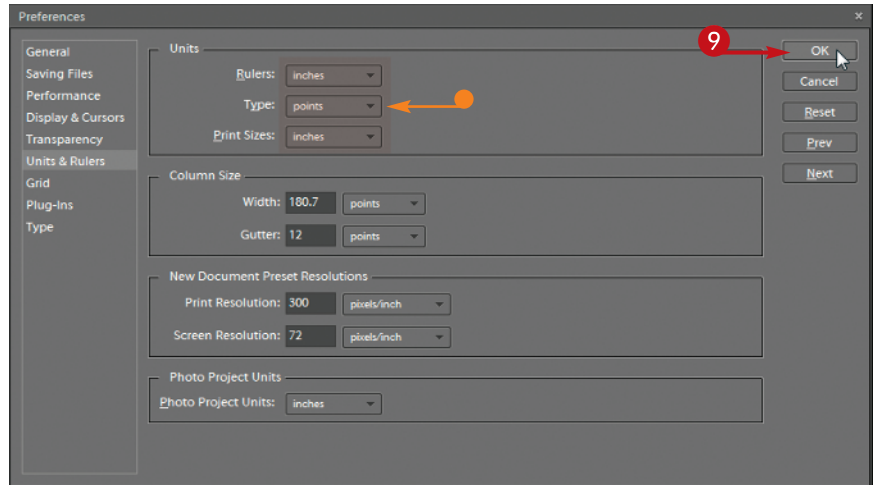 Preferences ×
General
Saving Files
Performance
Display & Cursors
Transparency
Units & Rulers
Grid
Plug-Ins
Type
Units
Rulers: inches
Type: points
Print Sizes: inches
Column Size
Width: 180.7 points
Gutter: 12 points
New Document Preset Resolutions
Print Resolution: 300 pixels/inch
Screen Resolution: 72 pixels/inch
Photo Project Units
Photo Project Units: inches
9
OK
Cancel
Reset
Prev
Next